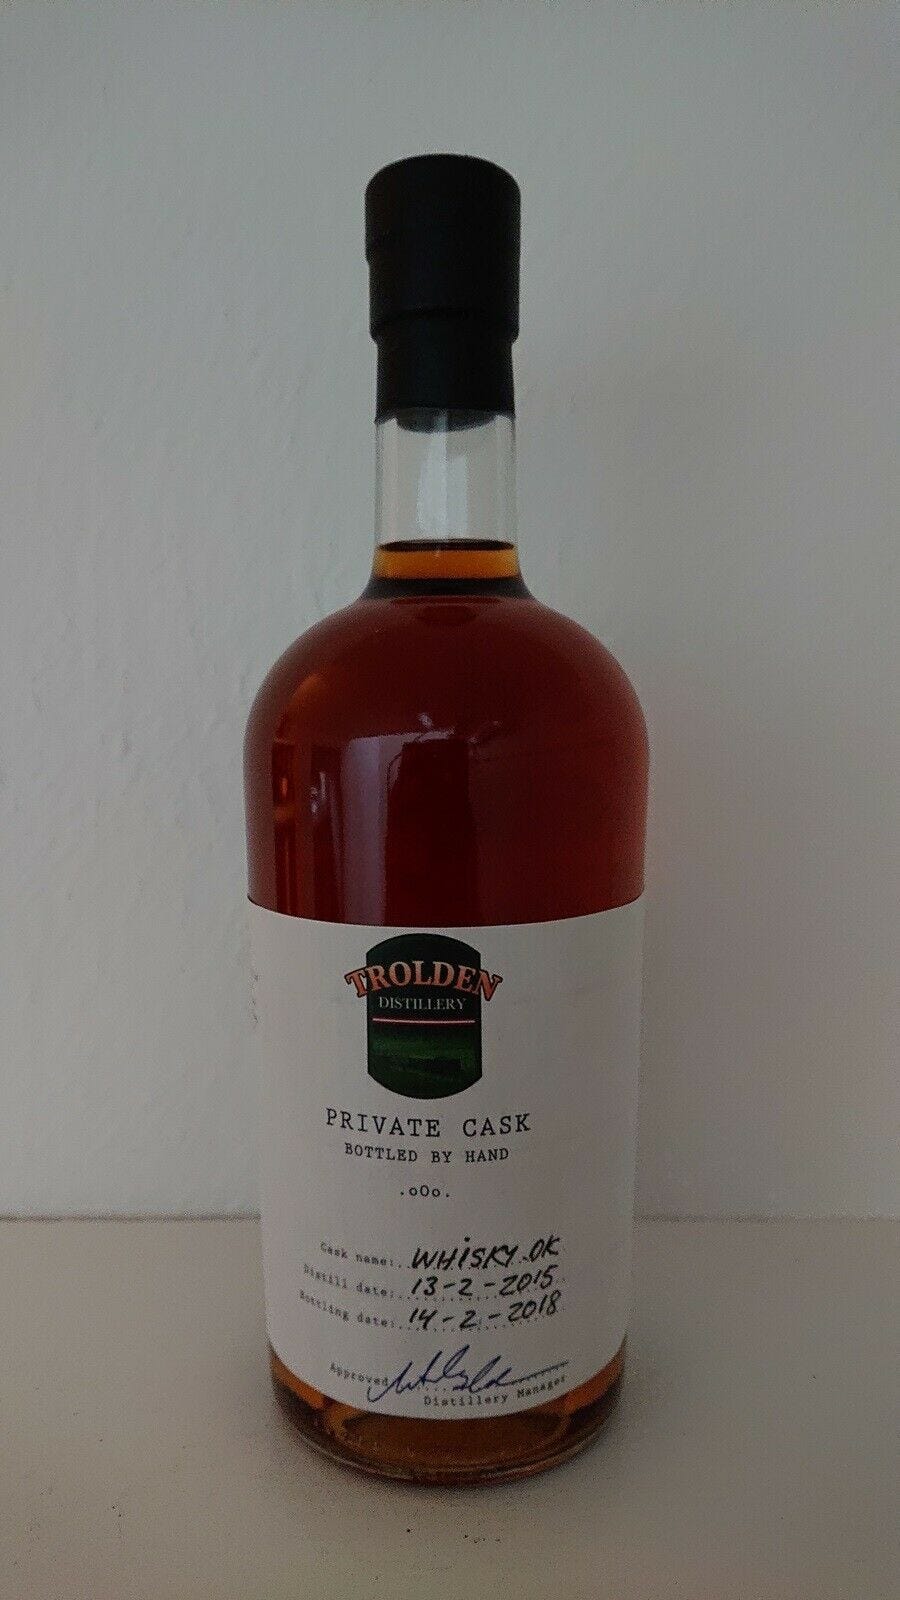 TROLDEN
DISTILLERY
PRIVATE CASK
BOTTLED BY HAND
.oOo.
Cask name:..WHISKY.DK
Distill date:..13-2-2015
Bottling date:..14-2-2018
Approved
Distillery Manager